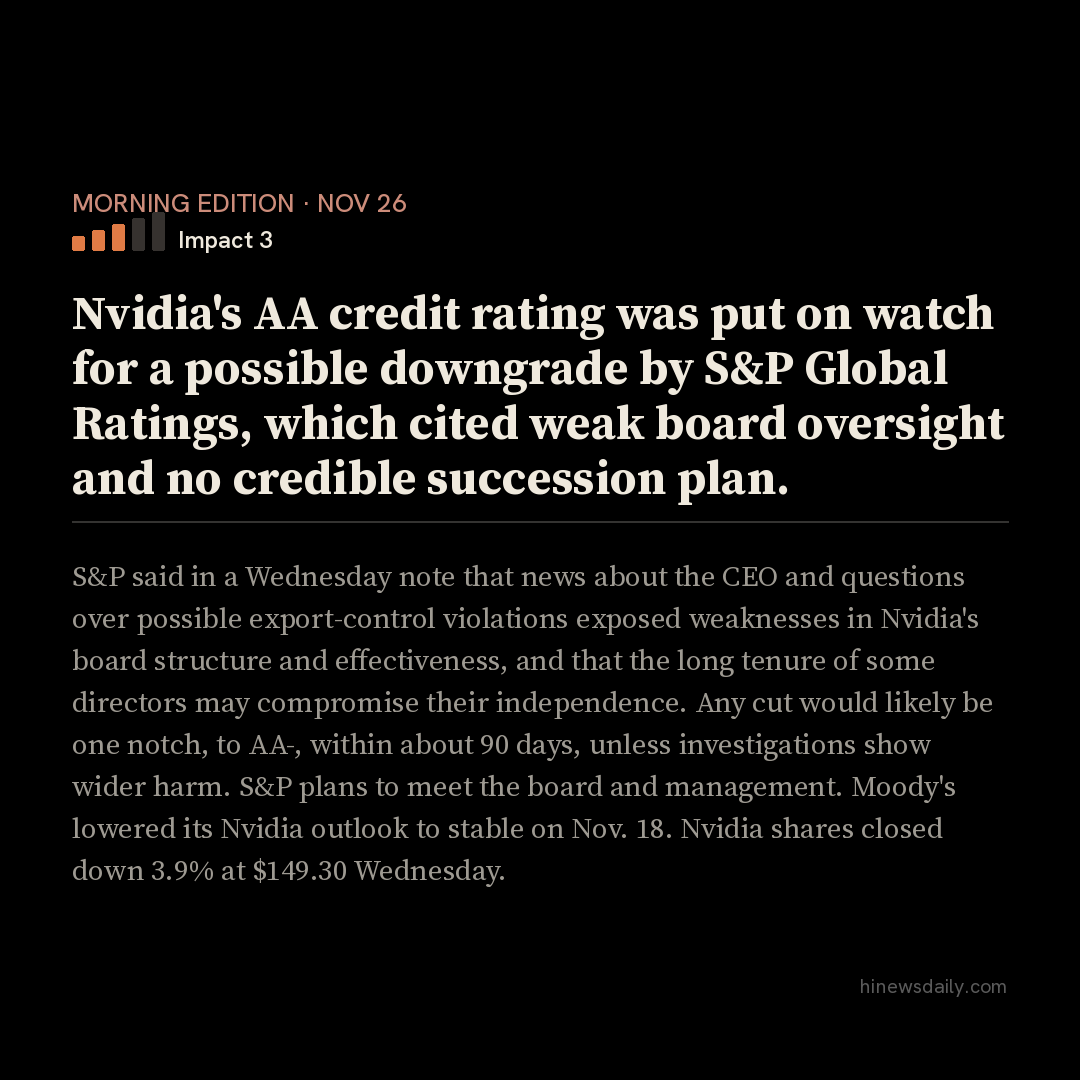 MORNING EDITION · NOV 26
Impact 3
Nvidia's AA credit rating was put on watch
for a possible downgrade by S&P Global
Ratings, which cited weak board oversight
and no credible succession plan.
S&P said in a Wednesday note that news about the CEO and questions
over possible export-control violations exposed weaknesses in Nvidia's
board structure and effectiveness, and that the long tenure of some
directors may compromise their independence. Any cut would likely be
one notch, to AA-, within about 90 days, unless investigations show
wider harm. S&P plans to meet the board and management. Moody's
lowered its Nvidia outlook to stable on Nov. 18. Nvidia shares closed
down 3.9% at $149.30 Wednesday.
hinewsdaily.com